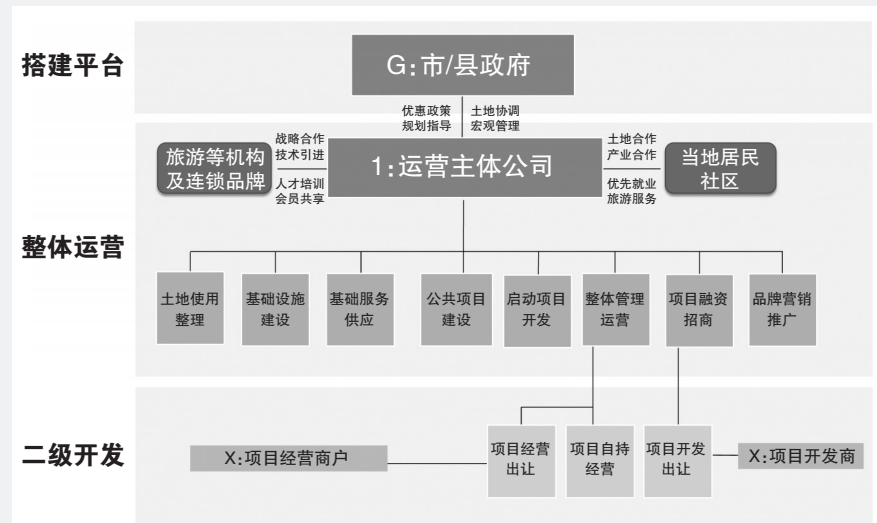 搭建平台
G:市/县政府
优惠政策
规划指导
土地协调
宏观管理
旅游等机构
及连锁品牌
战略合作
技术引进
人才培训
会员共享
1:运营主体公司
土地合作
产业合作
优先就业
旅游服务
当地居民
社区
整体运营
土地使用
整理
基础设施
建设
基础服务
供应
公共项目
建设
启动项目
开发
整体管理
运营
项目融资
招商
品牌营销
推广
二级开发
X:项目经营商户
项目经营
出让
项目自持
经营
项目开发
出让
X:项目开发商